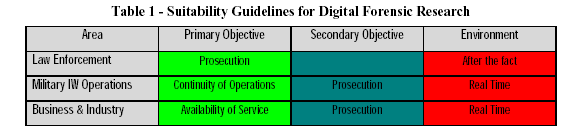 Table 1 - Suitability Guidelines for Digital Forensic Research
Area Primary Objective Secondary Objective Environment
Law Enforcement Prosecution After the fact
Military IW Operations Continuity of Operations Prosecution Real Time
Business & Industry Availability of Service Prosecution Real Time